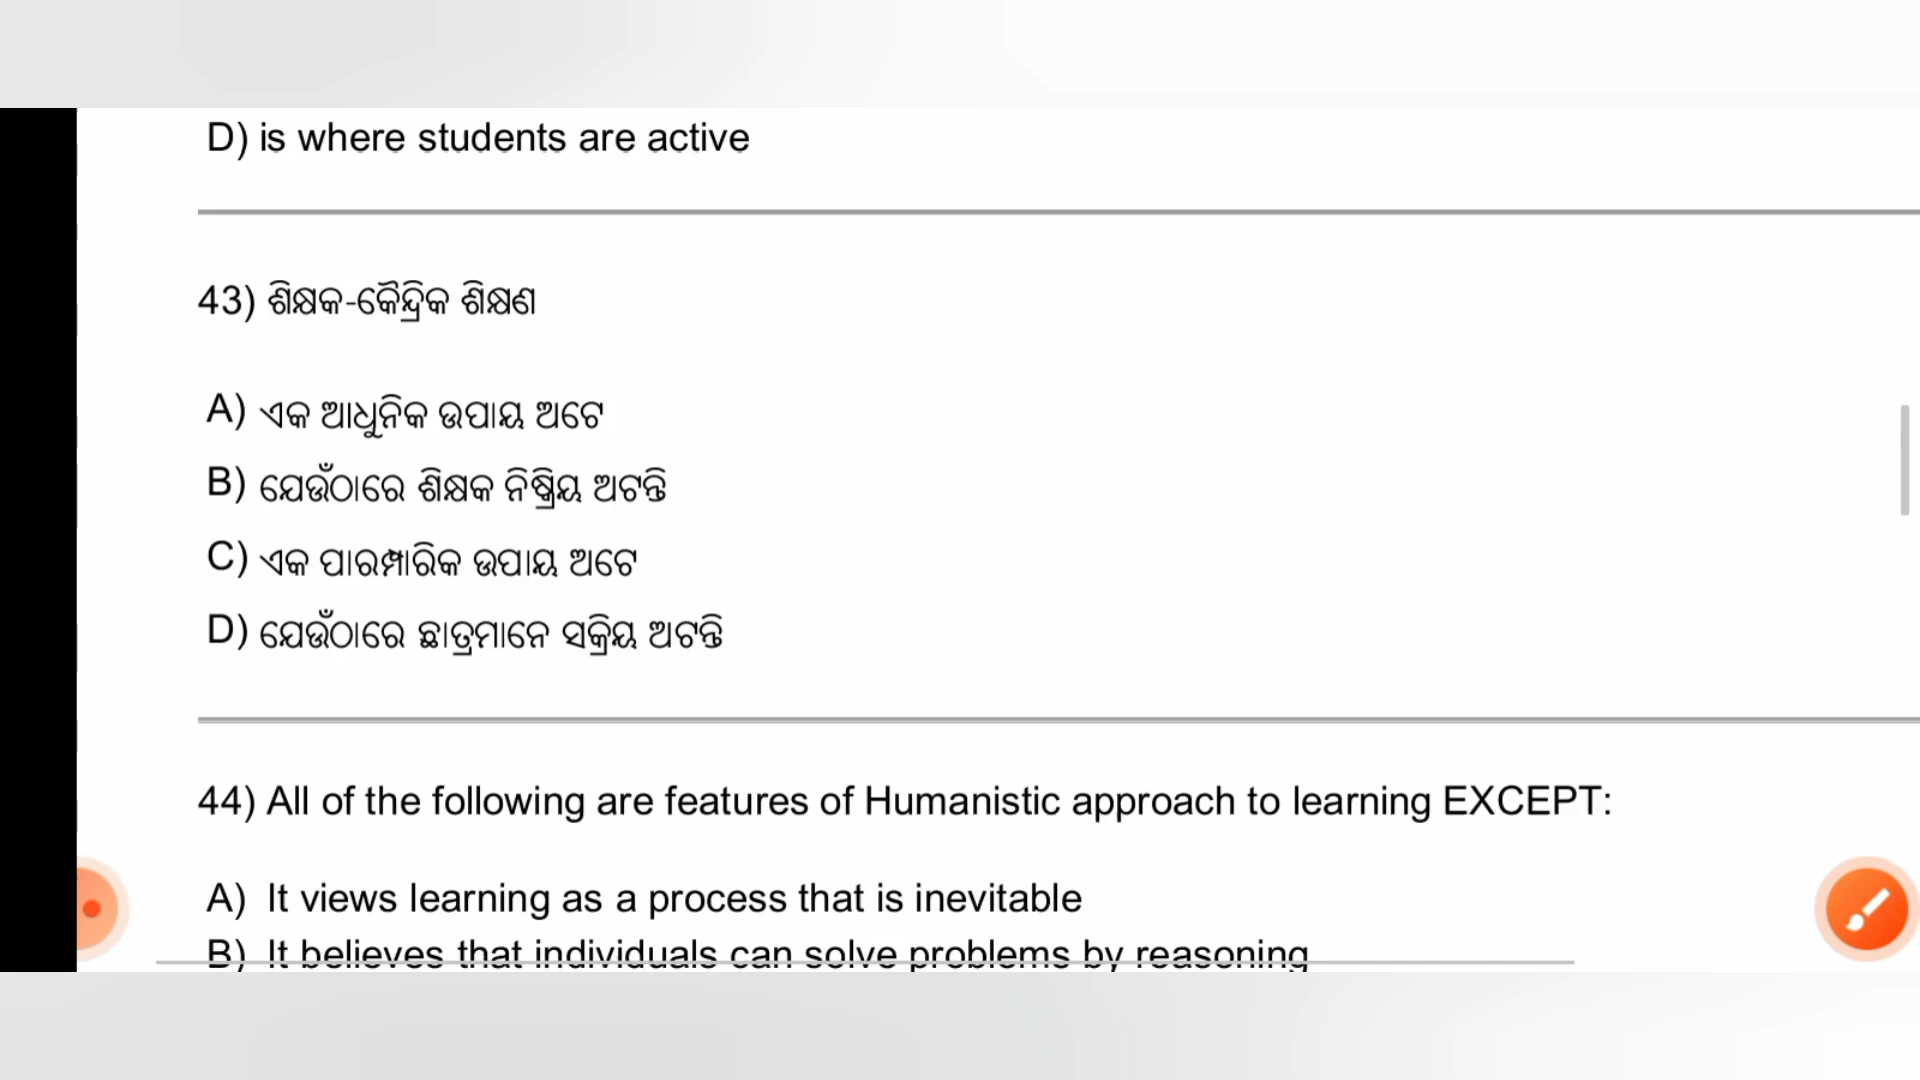 D) is where students are active
43) ଶିକ୍ଷକ-କୈନ୍ଦ୍ରିକ ଶିକ୍ଷଣ
A) ଏକ ଆଧୁନିକ ଉପାୟ ଅଟେ
B) ଯେଉଁଠାରେ ଶିକ୍ଷକ ନିଷ୍କ୍ରିୟ ଅଟନ୍ତି
C) ଏକ ପାରମ୍ପାରିକ ଉପାୟ ଅଟେ
D) ଯେଉଁଠାରେ ଛାତ୍ରମାନେ ସକ୍ରିୟ ଅଟନ୍ତି
44) All of the following are features of Humanistic approach to learning EXCEPT:
A) It views learning as a process that is inevitable
B) It believes that individuals can solve problems by reasoning